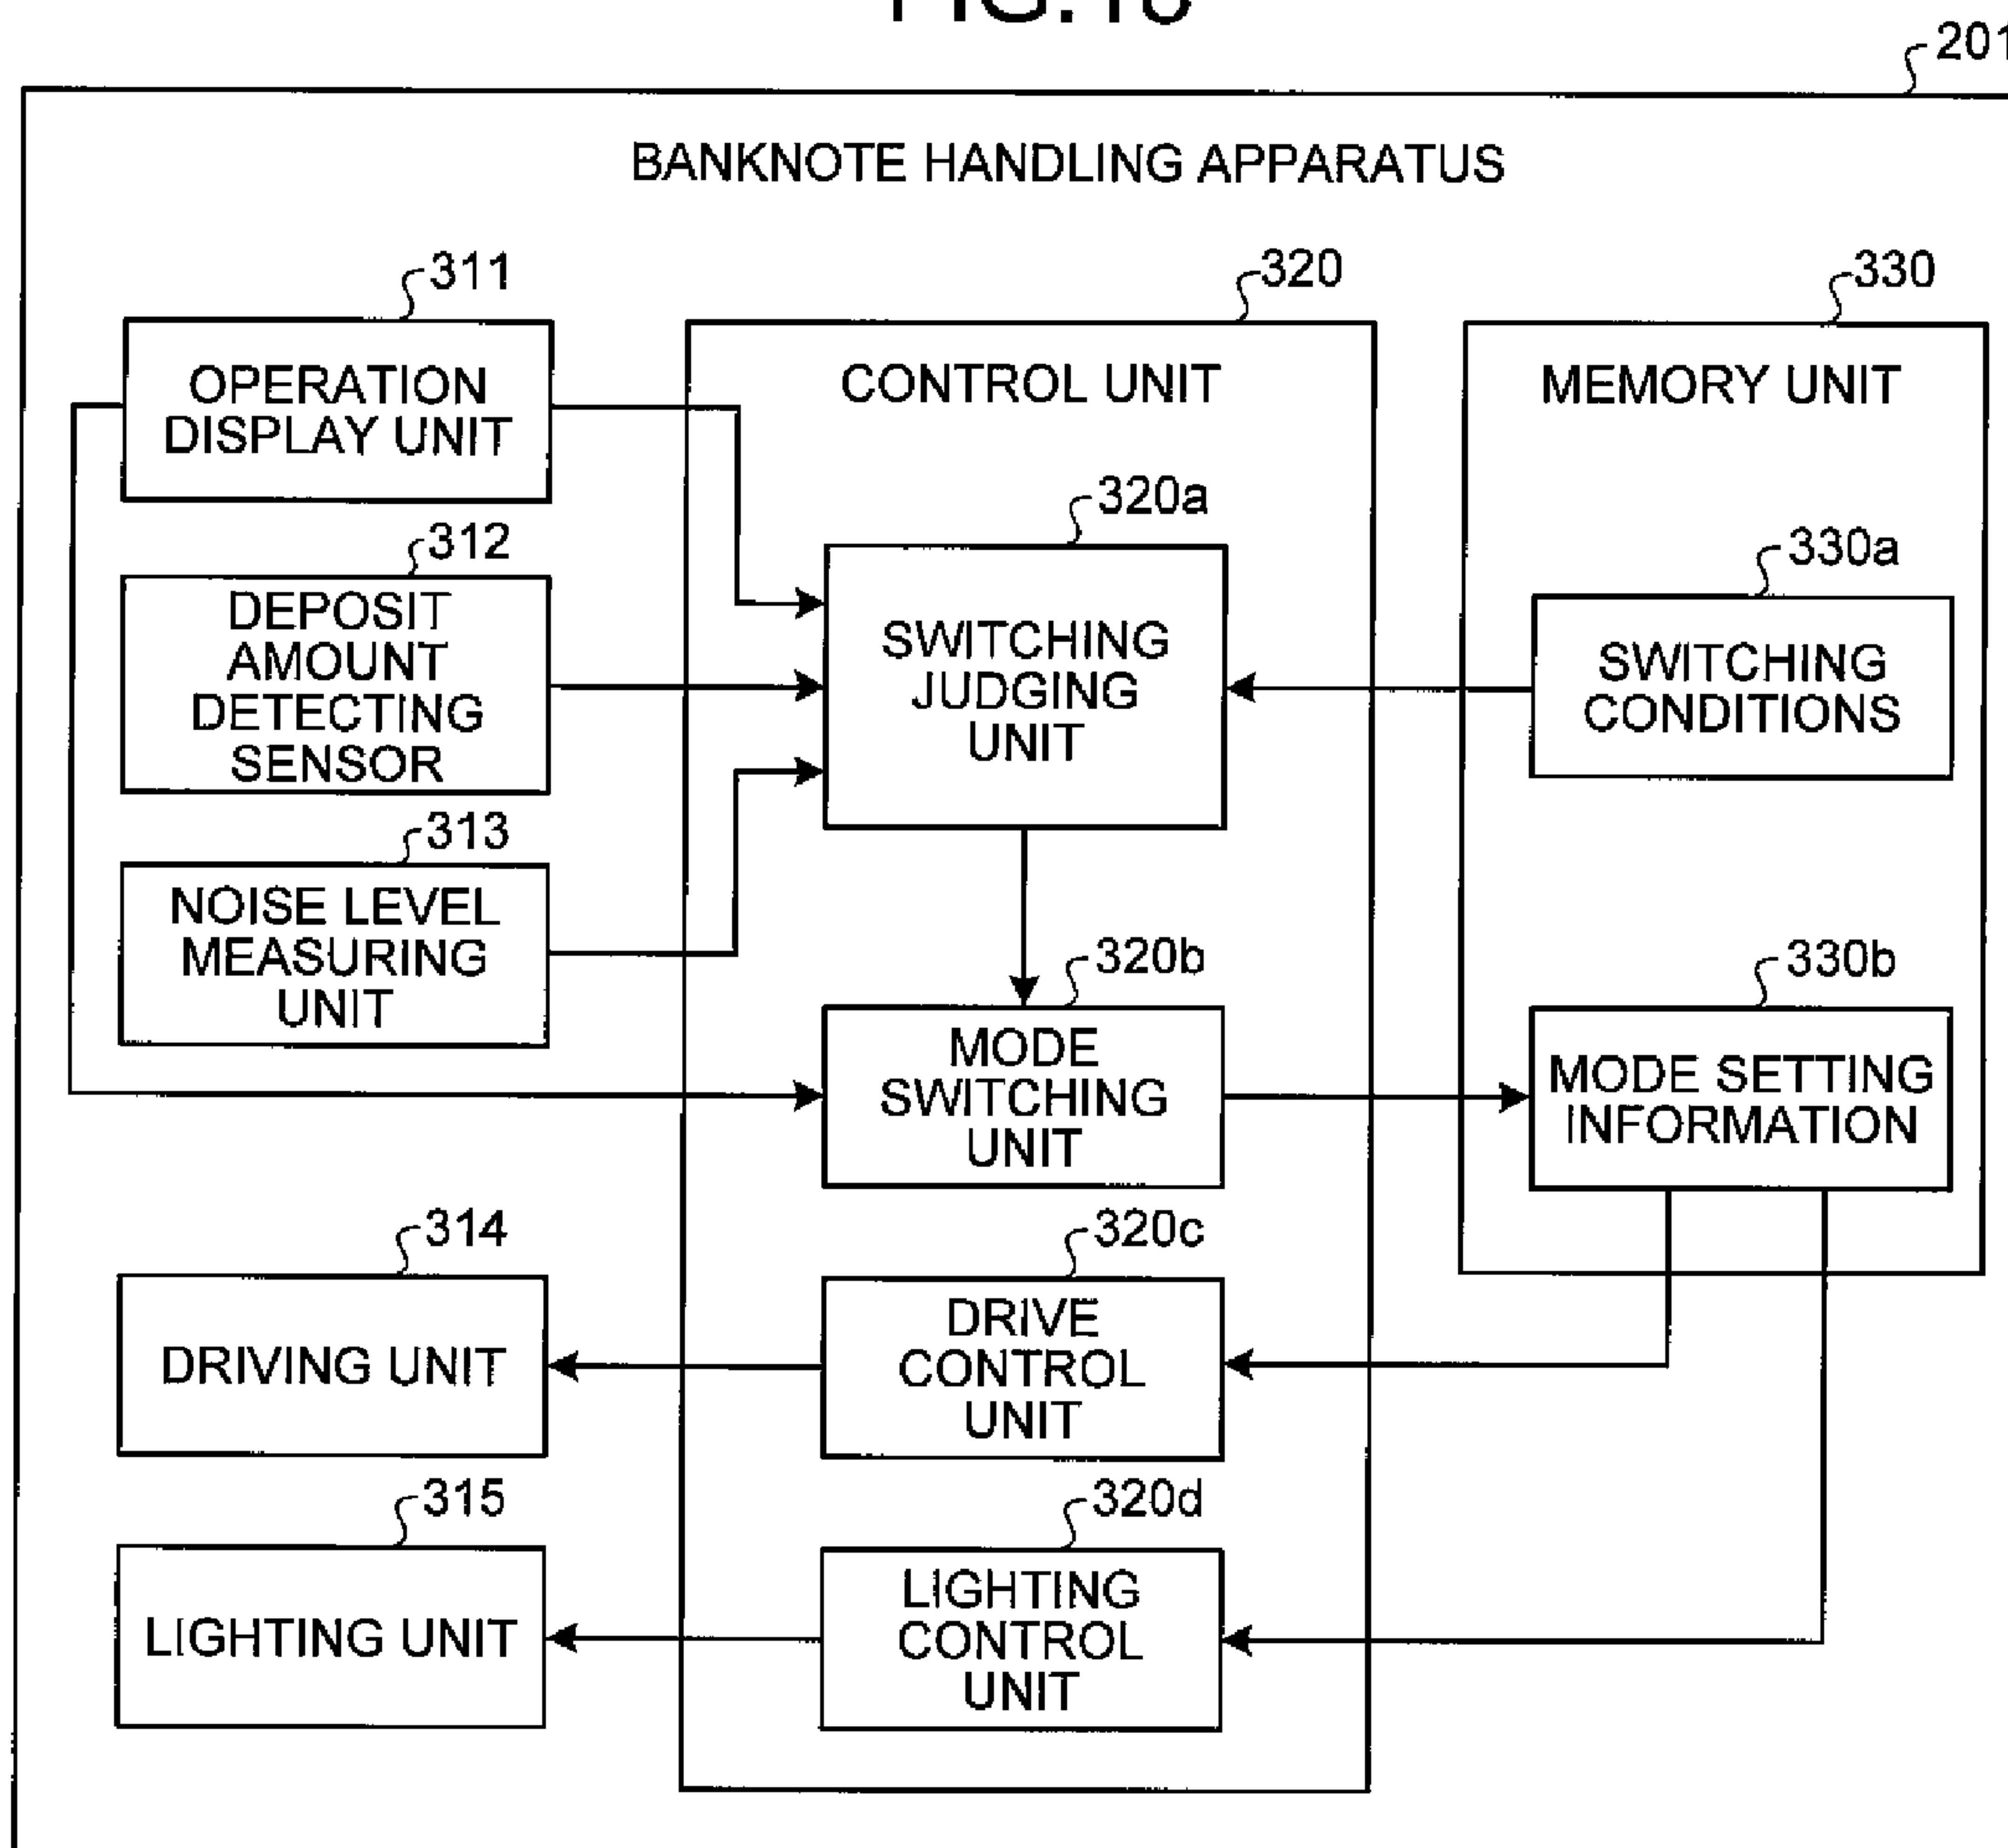 201
BANKNOTE HANDLING APPARATUS
311
320
330
OPERATION
DISPLAY UNIT
CONTROL UNIT
MEMORY UNIT
320a
312
330a
DEPOSIT
AMOUNT
DETECTING
SENSOR
SWITCHING
JUDGING
UNIT
SWITCHING
CONDITIONS
313
NOISE LEVEL
MEASURING
UNIT
320b
330b
MODE
SWITCHING
UNIT
MODE SETTING
INFORMATION
314
320c
DRIVING UNIT
DRIVE
CONTROL
UNIT
315
320d
LIGHTING UNIT
LIGHTING
CONTROL
UNIT